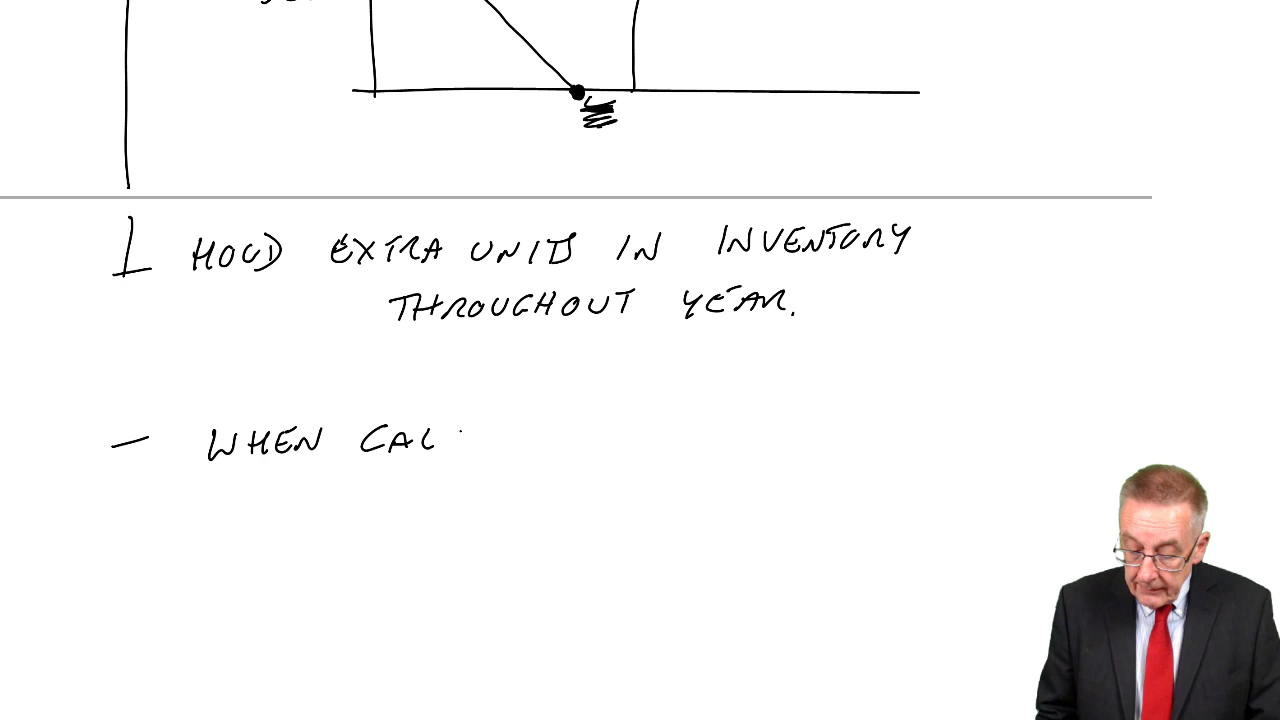 HOLD EXTRA UNITS IN INVENTORY
THROUGHOUT YEAR.
— WHEN CAL